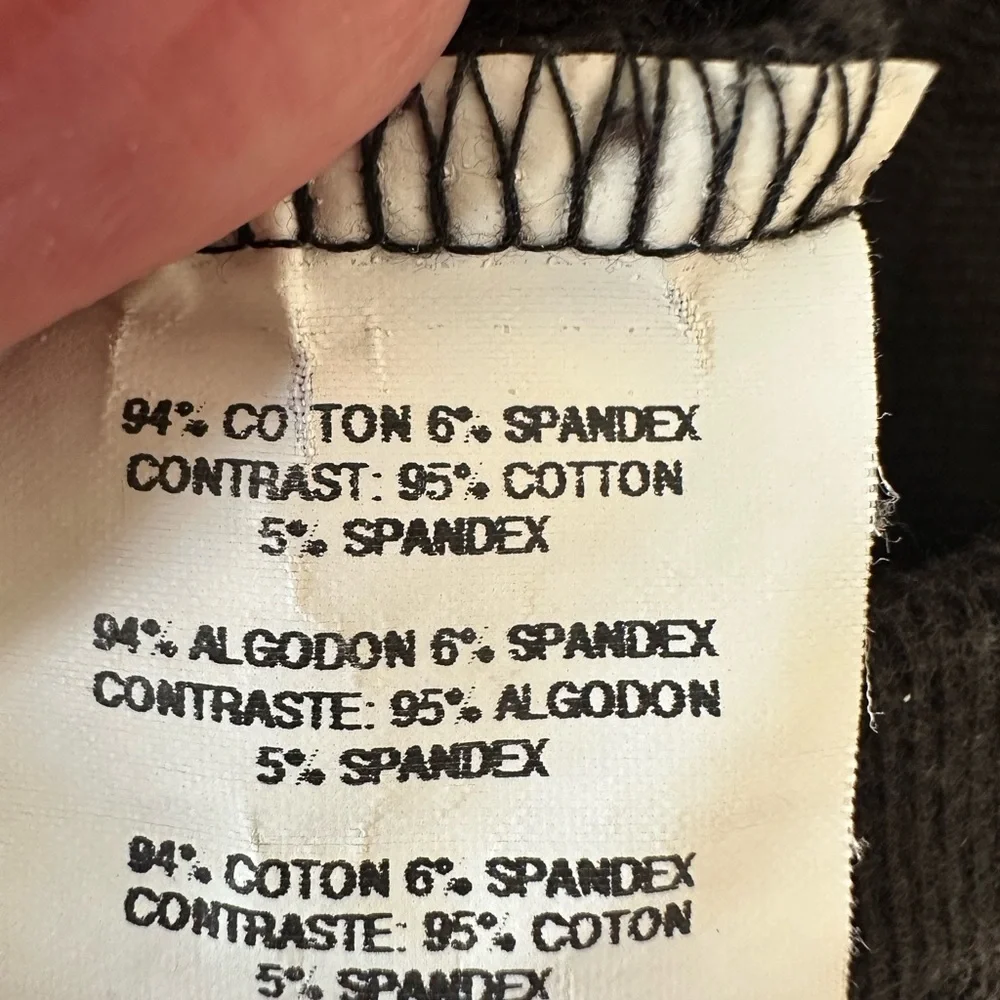 94% COTTON 6% SPANDEX
CONTRAST: 95% COTTON
5% SPANDEX
94% ALGODON 6% SPANDEX
CONTRASTE: 95% ALGODON
5% SPANDEX
94% COTON 6% SPANDEX
CONTRASTE: 95% COTON
5% SPANDEX